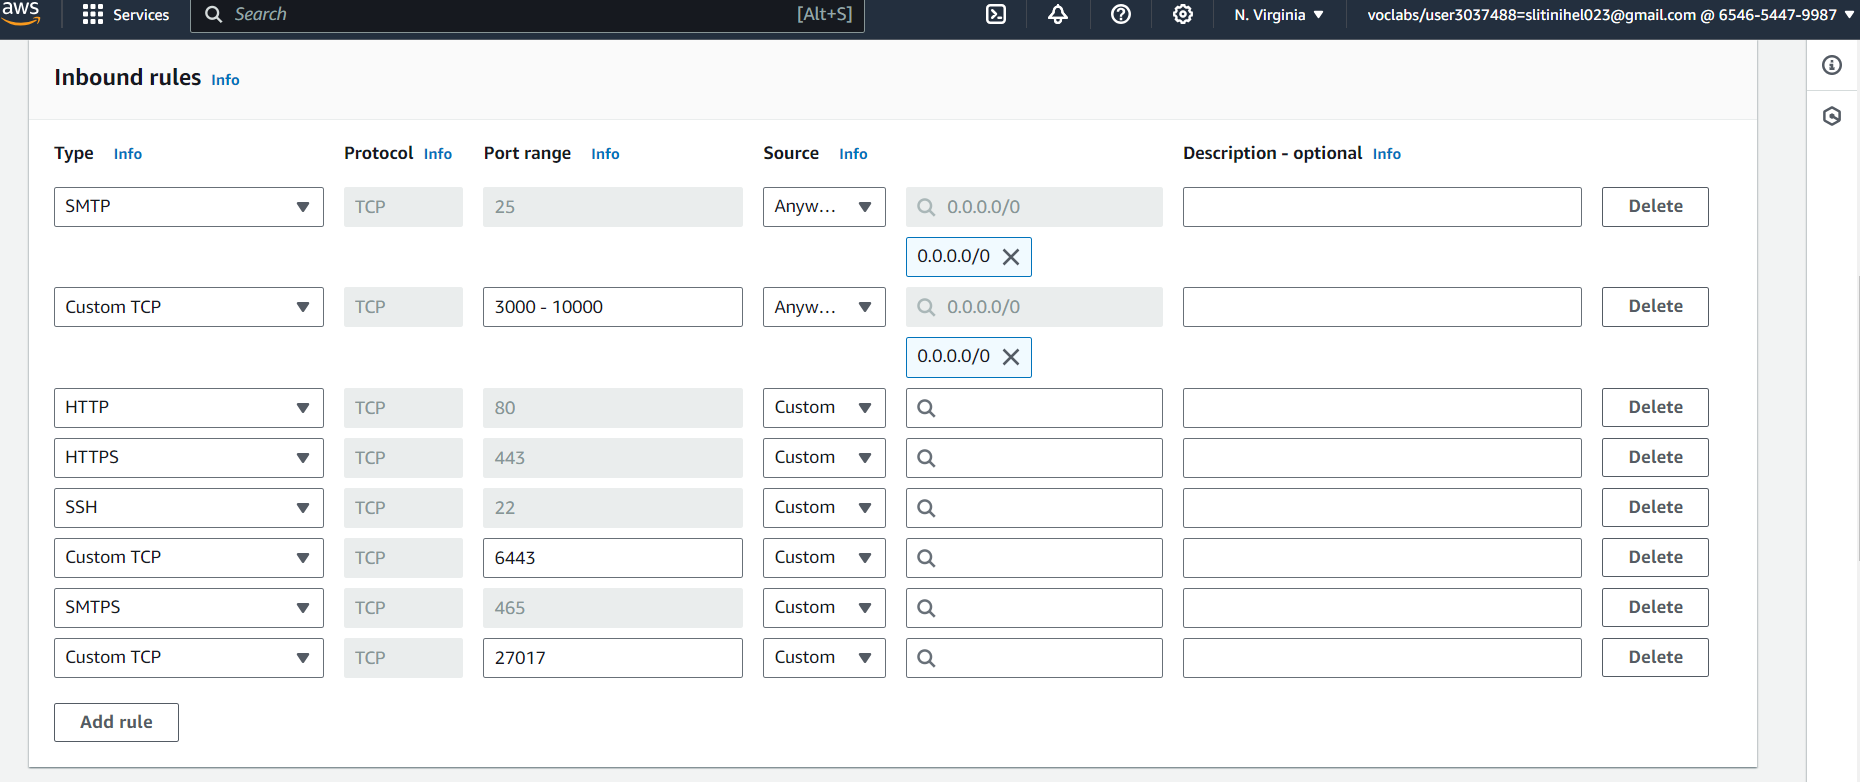 aws Services Search [Alt+S] N. Virginia voclabs/user3037488=slitinihel023@gmail.com @ 6546-5447-9987
Inbound rules Info
Type Info Protocol Info Port range Info Source Info Description - optional Info
SMTP TCP 25 Anyw... 0.0.0.0/0 Delete
0.0.0.0/0
Custom TCP TCP 3000 - 10000 Anyw... 0.0.0.0/0 Delete
0.0.0.0/0
HTTP TCP 80 Custom Delete
HTTPS TCP 443 Custom Delete
SSH TCP 22 Custom Delete
Custom TCP TCP 6443 Custom Delete
SMTPS TCP 465 Custom Delete
Custom TCP TCP 27017 Custom Delete
Add rule